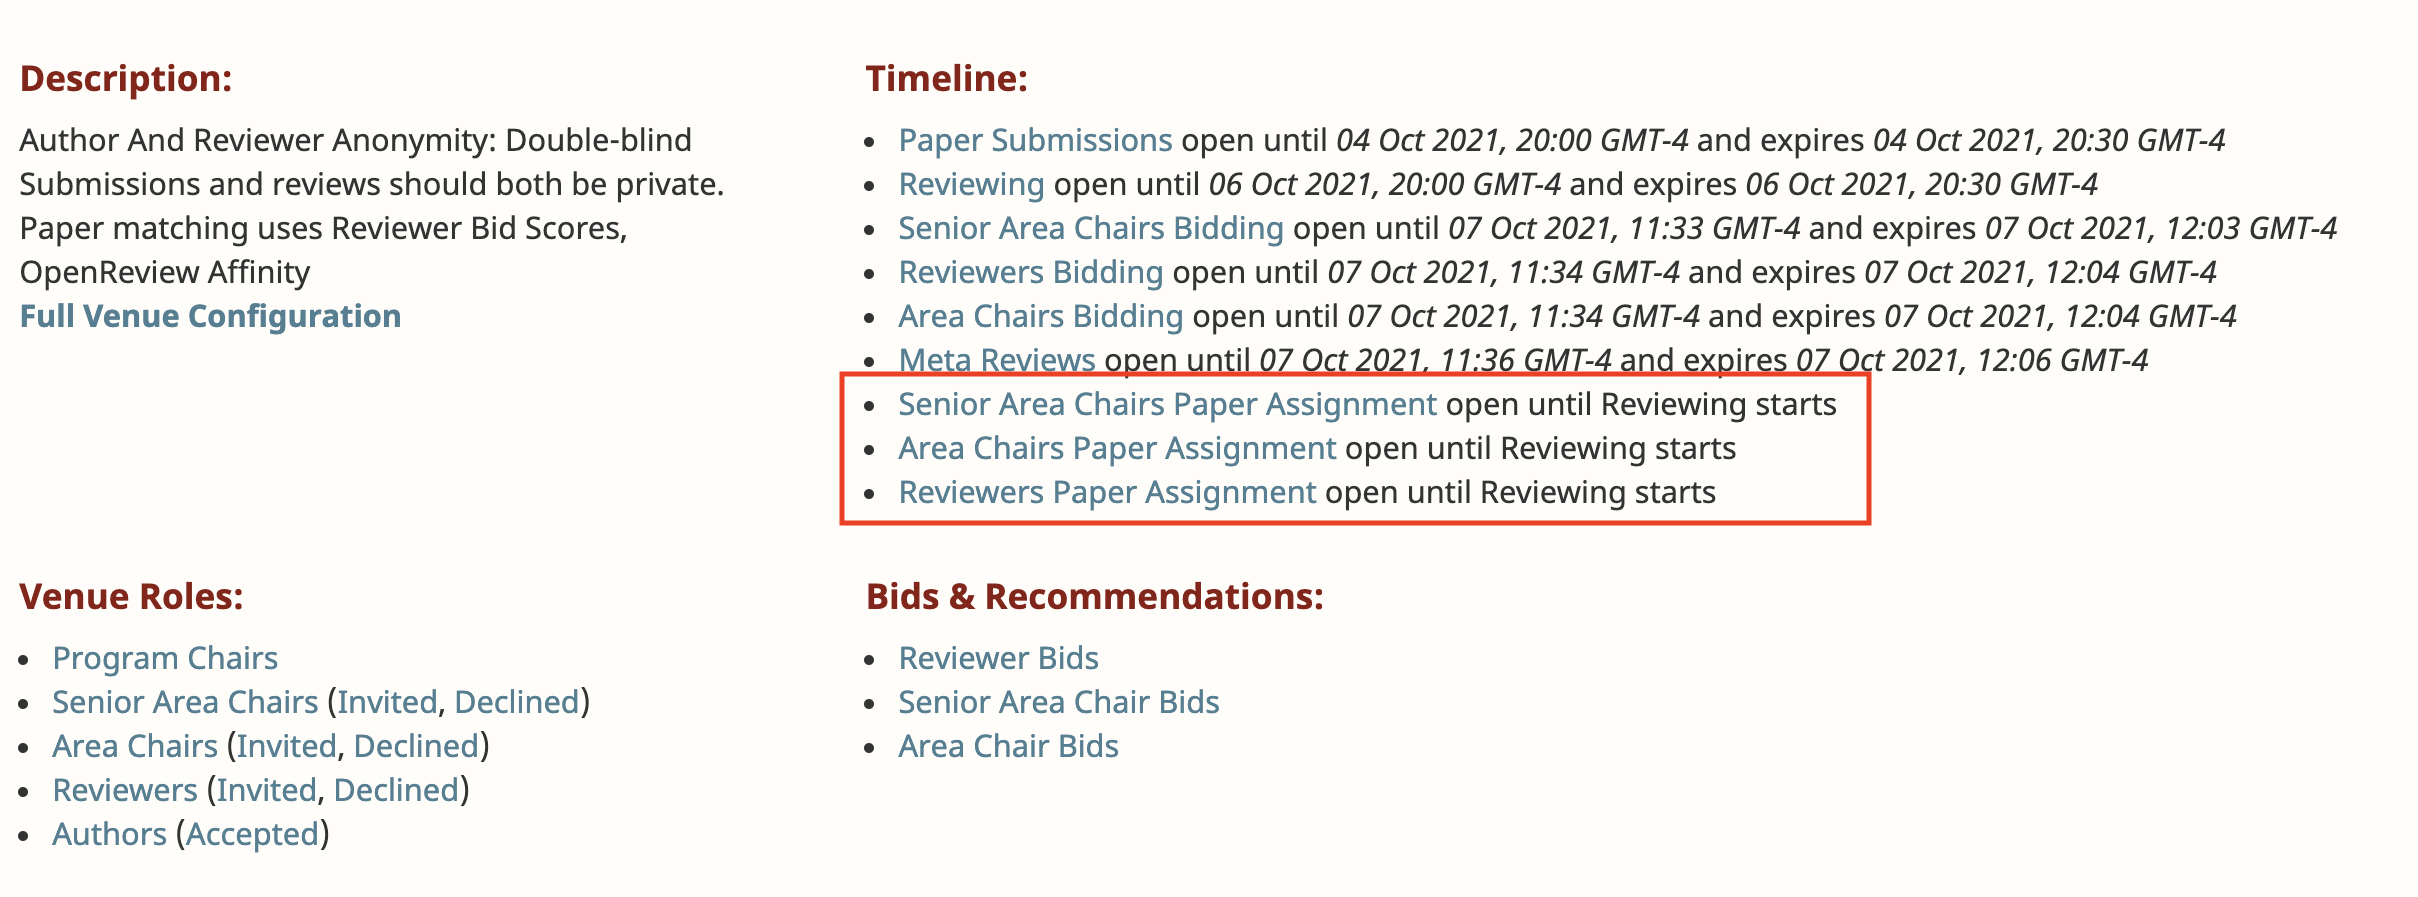 Description:
Author And Reviewer Anonymity: Double-blind
Submissions and reviews should both be private.
Paper matching uses Reviewer Bid Scores,
OpenReview Affinity
Full Venue Configuration
Timeline:
• Paper Submissions open until 04 Oct 2021, 20:00 GMT-4 and expires 04 Oct 2021, 20:30 GMT-4
• Reviewing open until 06 Oct 2021, 20:00 GMT-4 and expires 06 Oct 2021, 20:30 GMT-4
• Senior Area Chairs Bidding open until 07 Oct 2021, 11:33 GMT-4 and expires 07 Oct 2021, 12:03 GMT-4
• Reviewers Bidding open until 07 Oct 2021, 11:34 GMT-4 and expires 07 Oct 2021, 12:04 GMT-4
• Area Chairs Bidding open until 07 Oct 2021, 11:34 GMT-4 and expires 07 Oct 2021, 12:04 GMT-4
• Meta Reviews open until 07 Oct 2021, 11:36 GMT-4 and expires 07 Oct 2021, 12:06 GMT-4
• Senior Area Chairs Paper Assignment open until Reviewing starts
• Area Chairs Paper Assignment open until Reviewing starts
• Reviewers Paper Assignment open until Reviewing starts
Venue Roles:
• Program Chairs
• Senior Area Chairs (Invited, Declined)
• Area Chairs (Invited, Declined)
• Reviewers (Invited, Declined)
• Authors (Accepted)
Bids & Recommendations:
• Reviewer Bids
• Senior Area Chair Bids
• Area Chair Bids